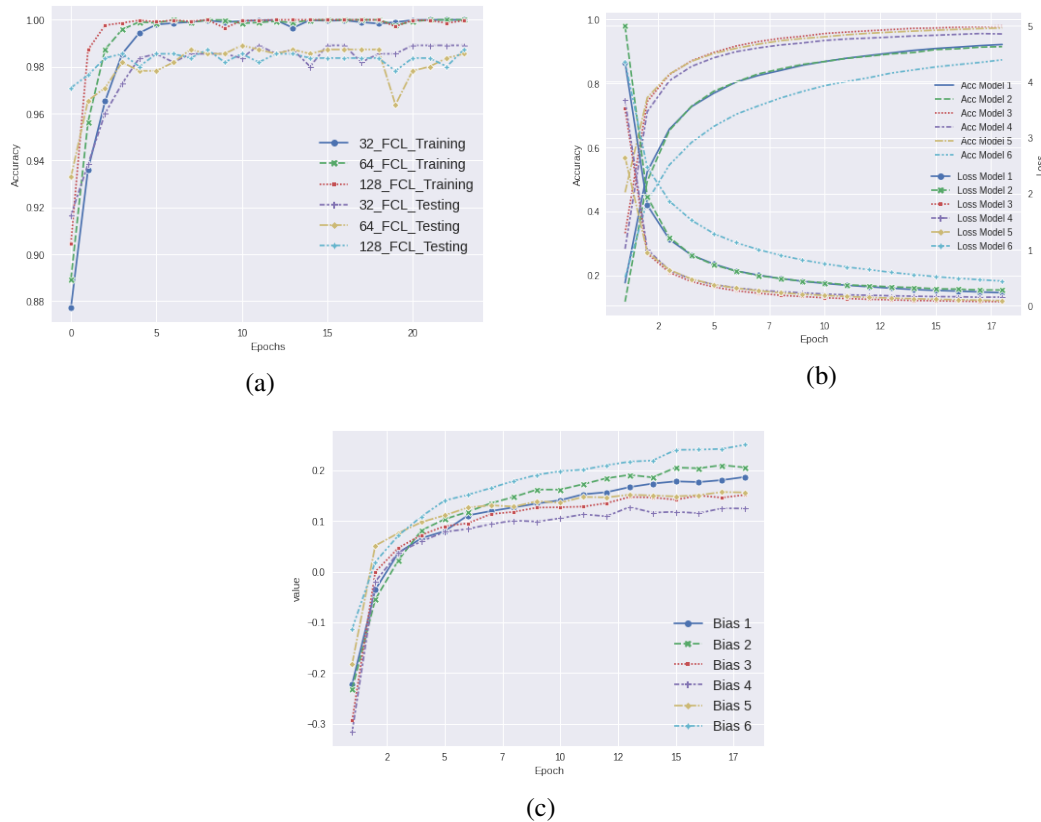 1.00
0.98
0.96
0.94
0.92
0.90
0.88
Accuracy
0
5
10
15
20
Epochs
32_FCL_Training
64_FCL_Training
128_FCL_Training
32_FCL_Testing
64_FCL_Testing
128_FCL_Testing
(a)
1.0
0.8
0.6
0.4
0.2
Accuracy
2
5
7
10
12
15
17
Epoch
5
4
3
2
1
0
Loss
Acc Model 1
Acc Model 2
Acc Model 3
Acc Model 4
Acc Model 5
Acc Model 6
Loss Model 1
Loss Model 2
Loss Model 3
Loss Model 4
Loss Model 5
Loss Model 6
(b)
0.2
0.1
0.0
−0.1
−0.2
−0.3
value
2
5
7
10
12
15
17
Epoch
Bias 1
Bias 2
Bias 3
Bias 4
Bias 5
Bias 6
(c)